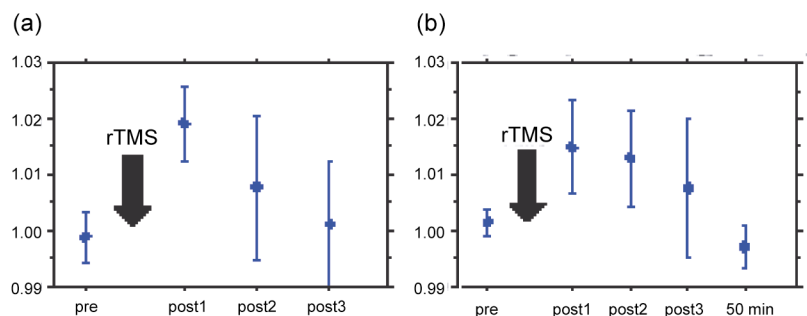 (a)
1.03
1.02
1.01
1.00
0.99
rTMS
pre
post1
post2
post3
(b)
1.03
1.02
1.01
1.00
0.99
rTMS
pre
post1
post2
post3
50 min